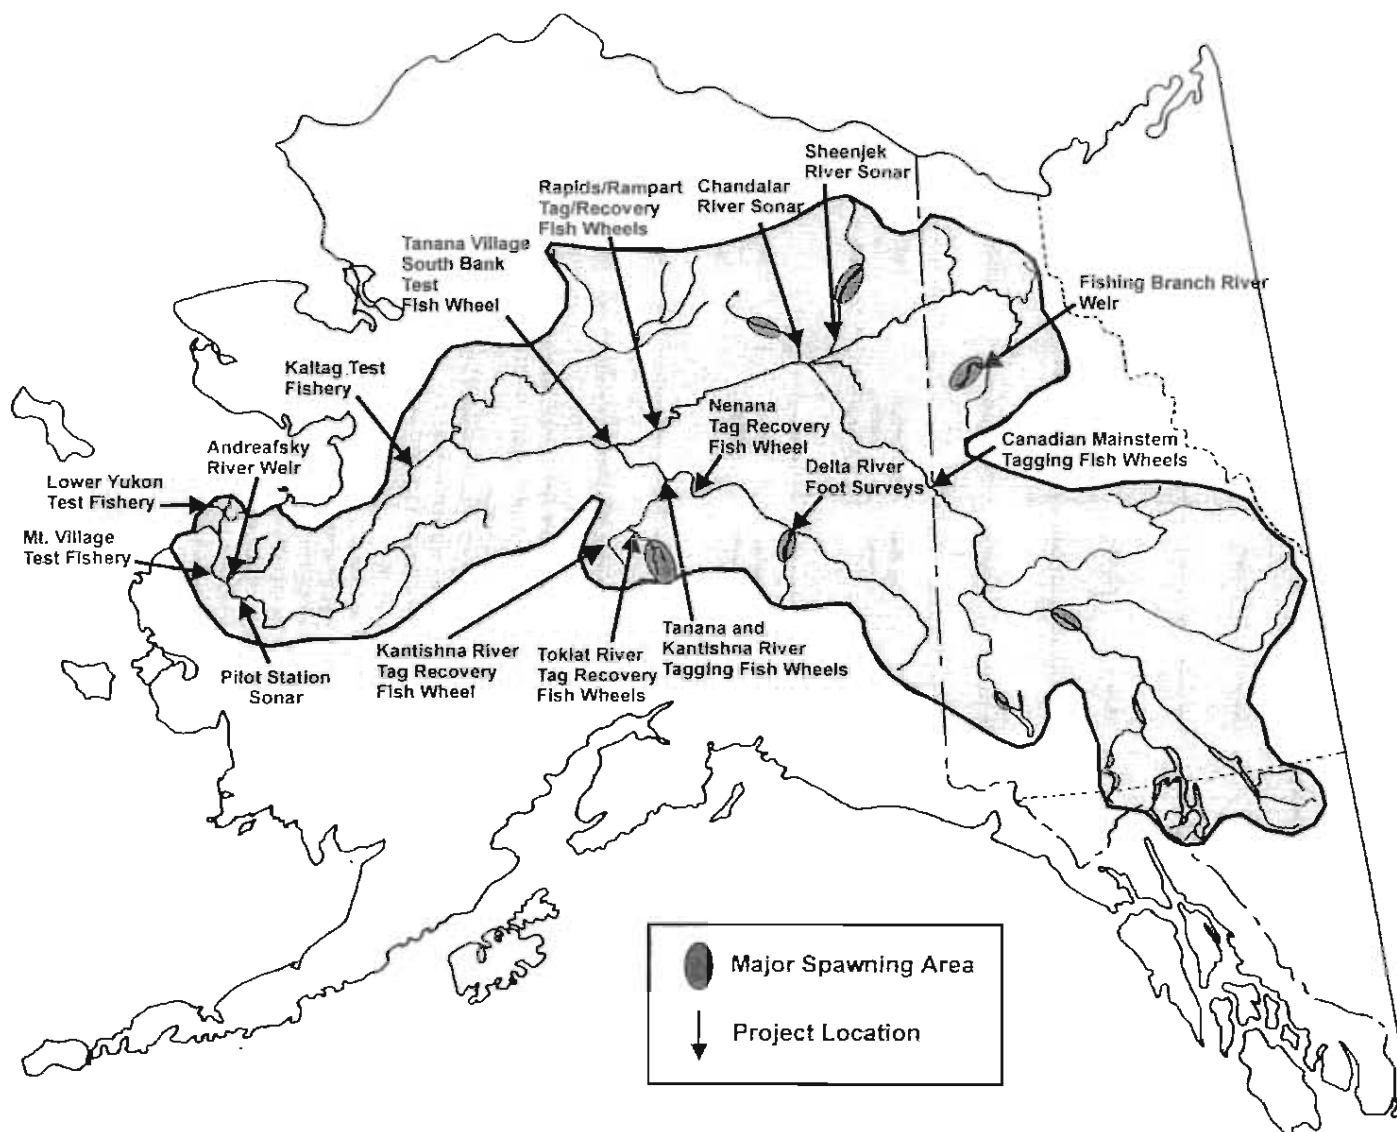 Sheenjek
River Sonar
Rapids/Rampart
Tag/Recovery
Fish Wheels
Chandalar
River Sonar
Tanana Village
South Bank
Test
Fish Wheel
Fishing Branch River
Weir
Kaltag Test
Fishery
Nenana
Tag Recovery
Fish Wheel
Andreafsky
River Weir
Canadian Mainstem
Tagging Fish Wheels
Delta River
Foot Surveys
Lower Yukon
Test Fishery
Mt. Village
Test Fishery
Pilot Station
Sonar
Kantishna River
Tag Recovery
Fish Wheel
Toklat River
Tag Recovery
Fish Wheels
Tanana and
Kantishna River
Tagging Fish Wheels
Major Spawning Area
Project Location